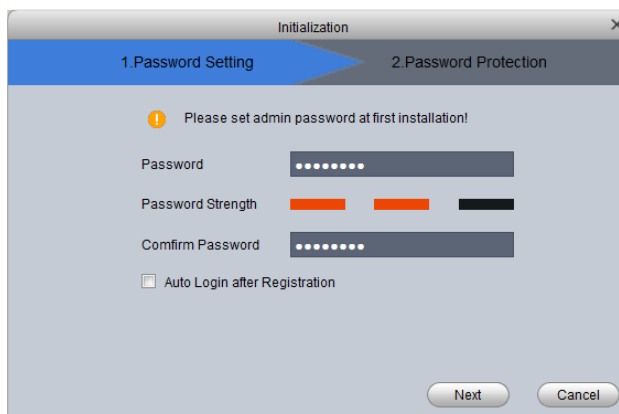 Initialization
1.Password Setting
2.Password Protection
Please set admin password at first installation!
Password
Password Strength
Comfirm Password
Auto Login after Registration
Next
Cancel